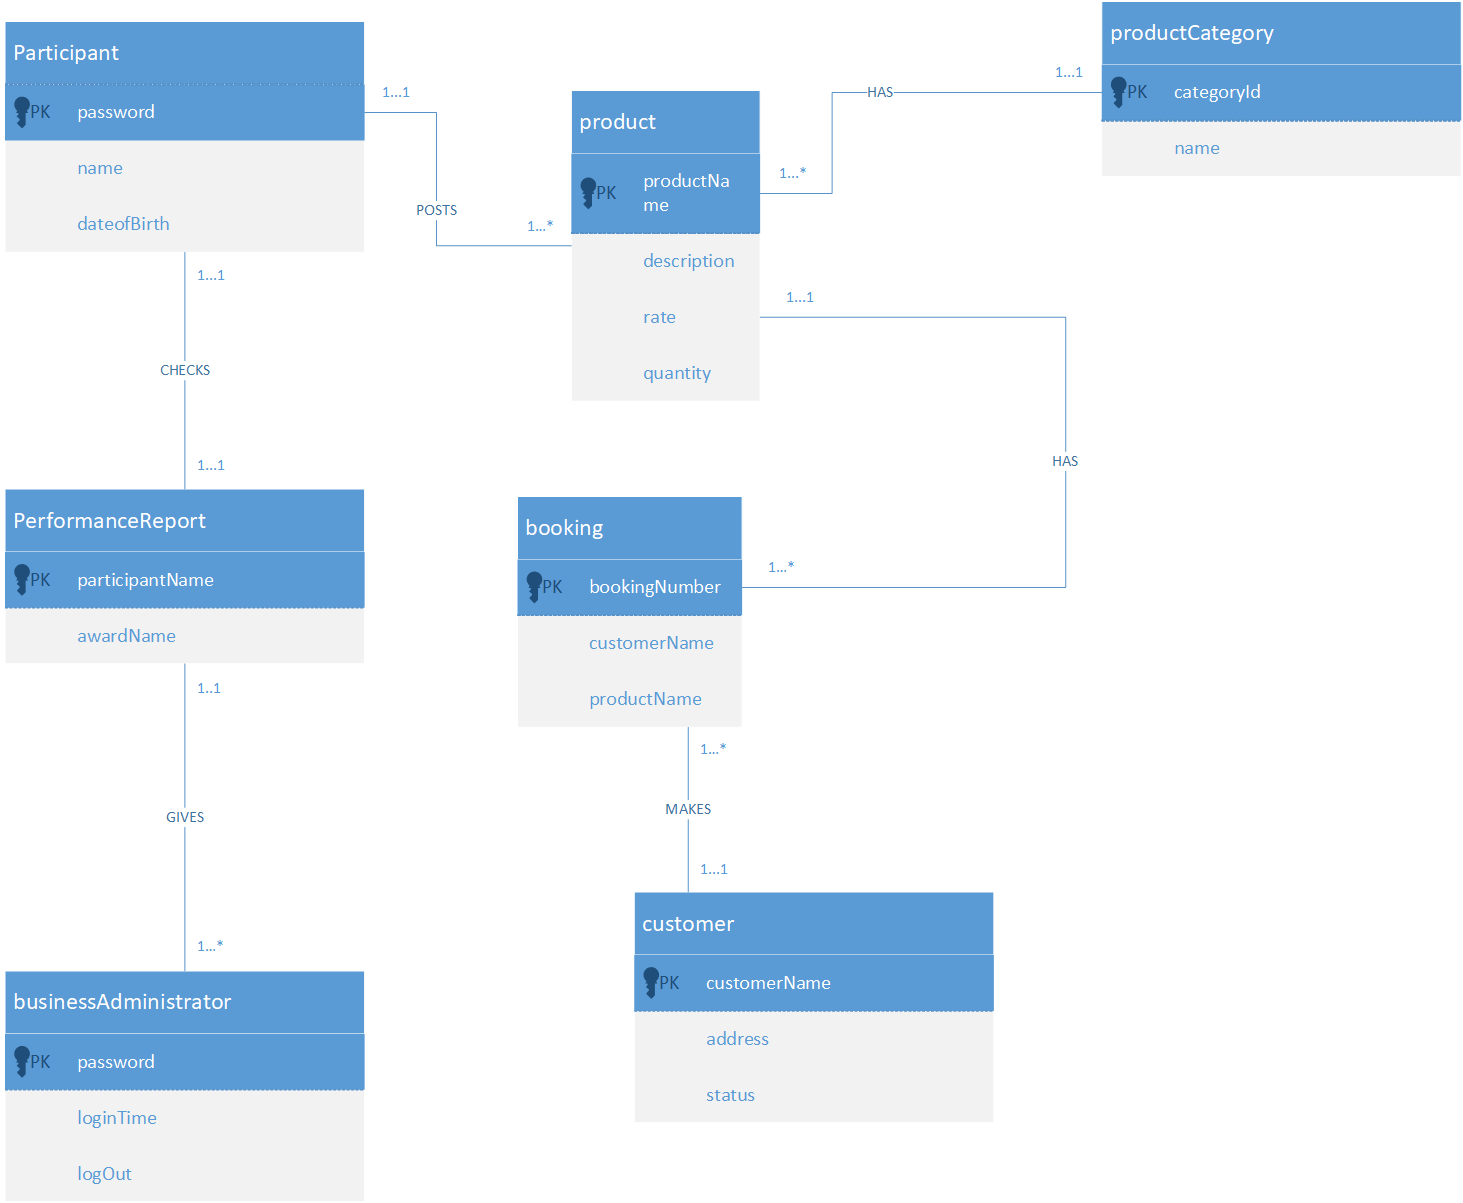 Participant
PK password
name
dateofBirth
1...1
POSTS
1...*
product
PK productNa
me
description
rate
quantity
1...*
HAS
1...1
productCategory
PK categoryId
name
1...1
HAS
1...*
1...1
CHECKS
1...1
PerformanceReport
PK participantName
awardName
1..1
GIVES
1...*
businessAdministrator
PK password
loginTime
logOut
booking
PK bookingNumber
customerName
productName
1...*
MAKES
1...1
customer
PK customerName
address
status